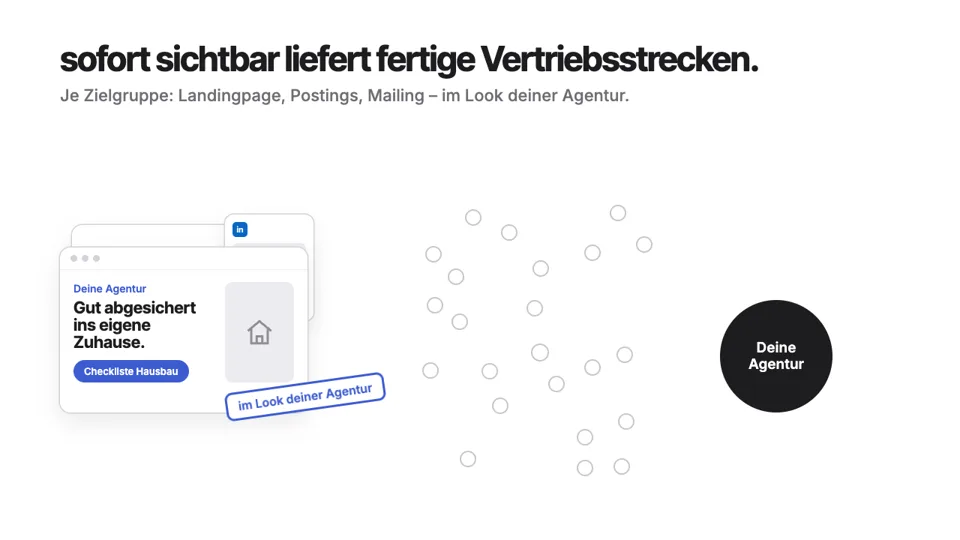 sofort sichtbar liefert fertige Vertriebsstrecken.
Je Zielgruppe: Landingpage, Postings, Mailing – im Look deiner Agentur.
in
Deine Agentur
Gut abgesichert
ins eigene
Zuhause.
Checkliste Hausbau
im Look deiner Agentur
Deine
Agentur